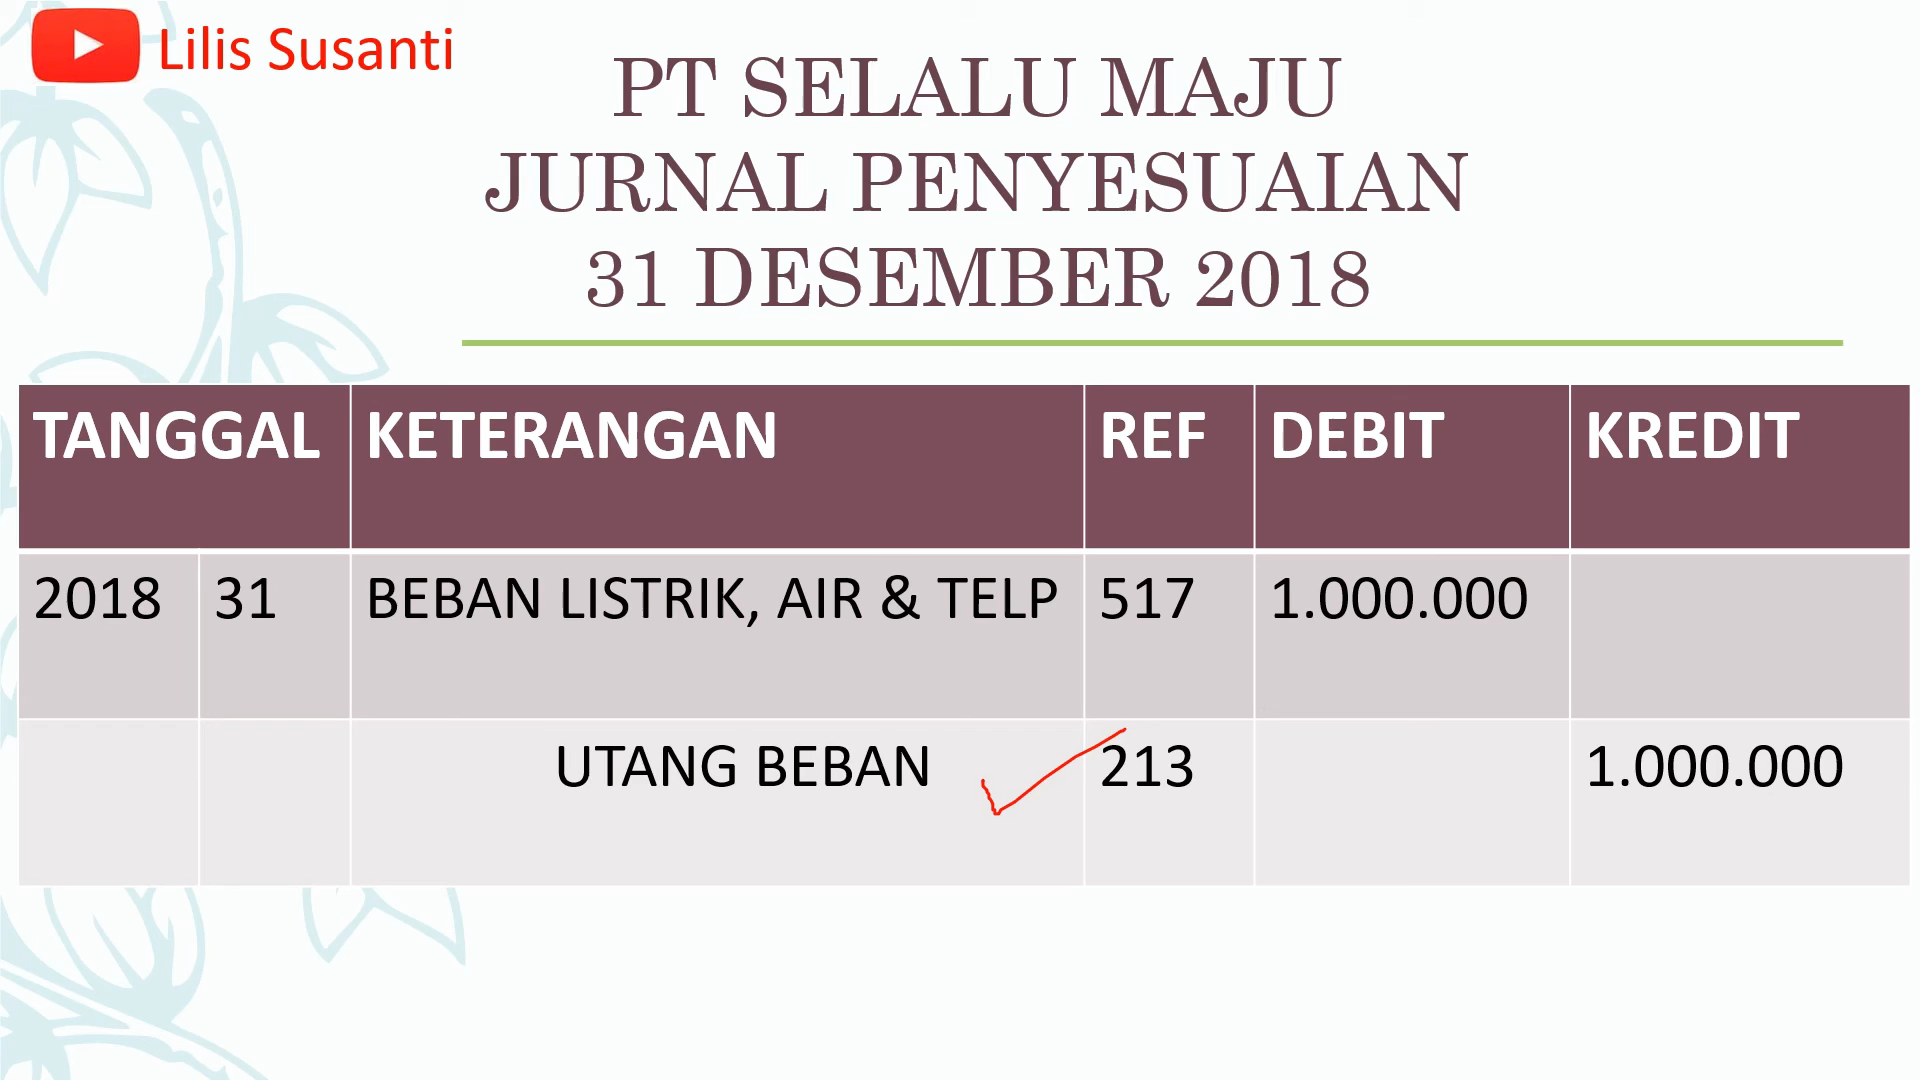 Lilis Susanti
PT SELALU MAJU
JURNAL PENYESUAIAN
31 DESEMBER 2018
TANGGAL KETERANGAN REF DEBIT KREDIT
2018 31 BEBAN LISTRIK, AIR & TELP 517 1.000.000
UTANG BEBAN 213 1.000.000